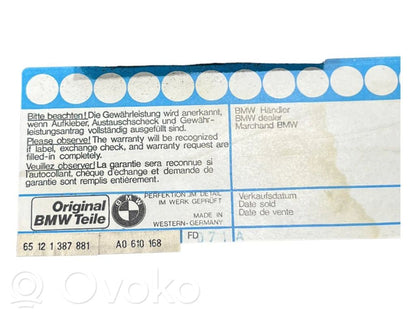 Bitte beachten! Die Gewährleistung wird anerkannt,
wenn Aufkleber, Austauschscheck und Gewähr-
leistungsantrag vollständig ausgefüllt sind.
Please observe! The warranty will be recognized
if label, exchange check, and warranty request are
filled-in completely.
Veuillez observer! La garantie sera reconnue si
l'autocollant, chèque d'échange et demande de
garantie sont remplis entièrement.
BMW Händler
BMW dealer
Marchand BMW
Original
BMW Teile
BMW
PERFEKTION IM DETAIL
IM WERK GEPRÜFT
MADE IN
WESTERN-GERMANY
Verkaufsdatum
Date sold
Date de vente
65 12 1 387 881
A0 610 168
FD
071 A
© OVOKO